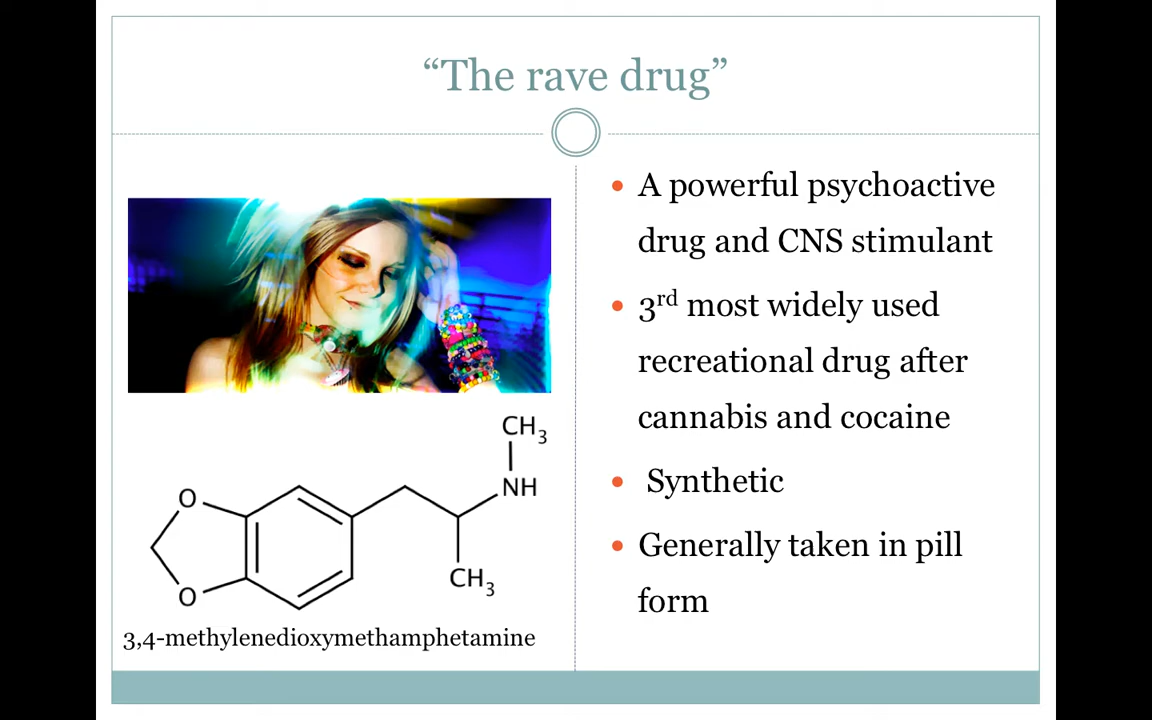 “The rave drug”
A powerful psychoactive
drug and CNS stimulant
3rd most widely used
recreational drug after
cannabis and cocaine
Synthetic
Generally taken in pill
form
CH3
NH
O
CH3
O
3,4-methylenedioxymethamphetamine